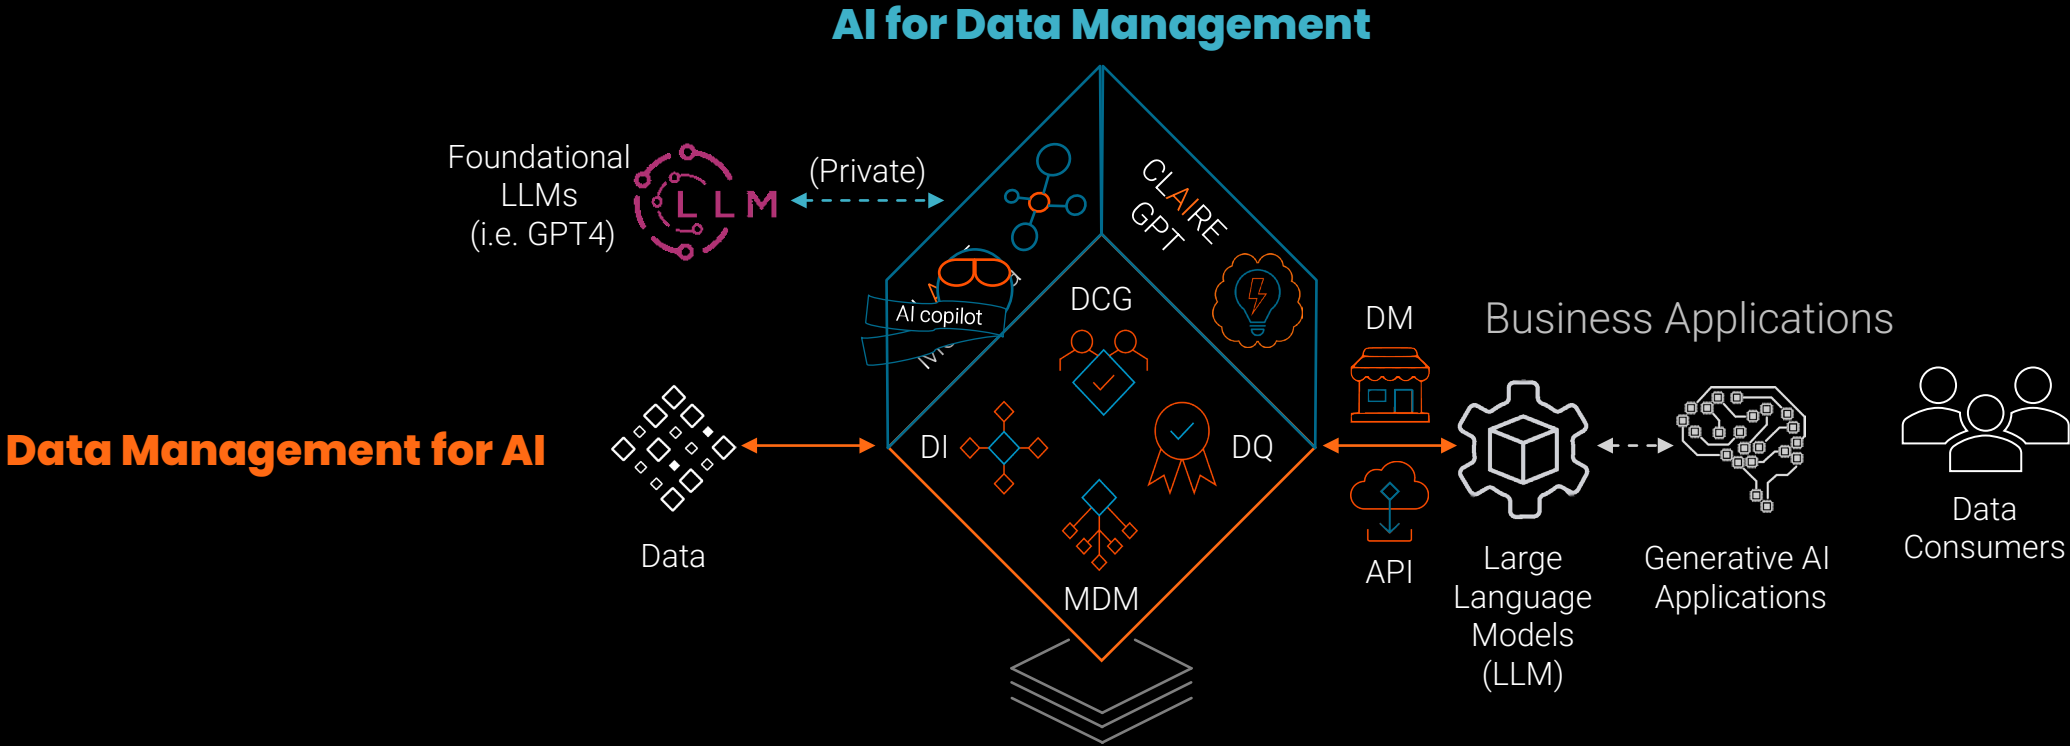 AI for Data Management
Foundational
LLMs
(i.e. GPT4)
LLM
(Private)
CLAIRE
GPT
AI copilot
DCG
DM
Business Applications
Data Management for AI
DI
DQ
Data
MDM
API
Large
Language
Models
(LLM)
Generative AI
Applications
Data
Consumers